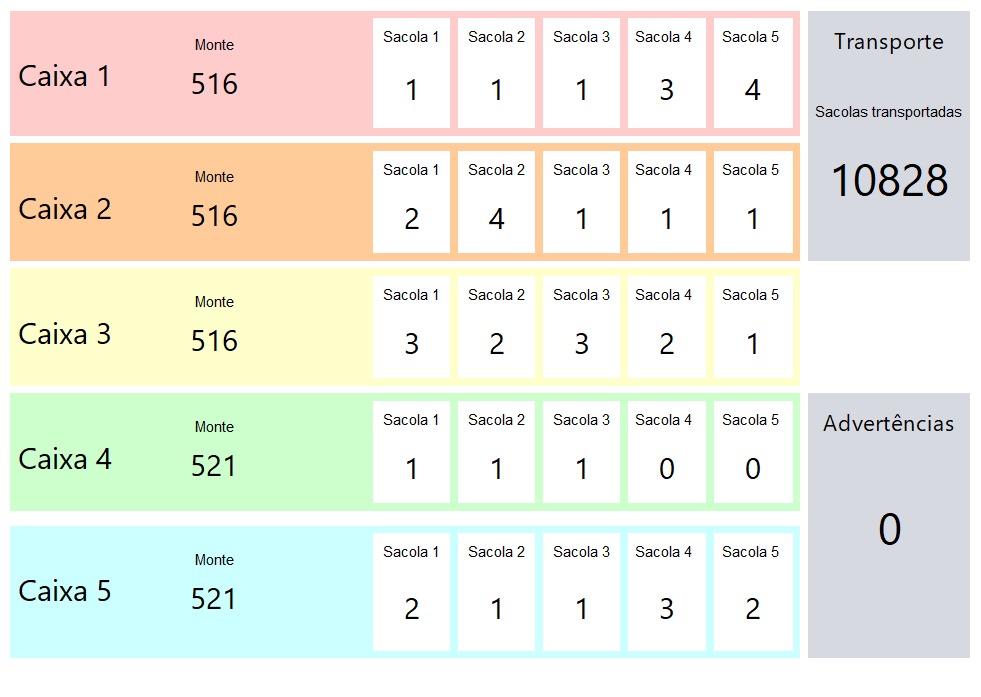 Caixa 1
Monte
516
Sacola 1 Sacola 2 Sacola 3 Sacola 4 Sacola 5
1 1 1 3 4
Transporte
Sacolas transportadas
10828
Caixa 2
Monte
516
Sacola 1 Sacola 2 Sacola 3 Sacola 4 Sacola 5
2 4 1 1 1
Caixa 3
Monte
516
Sacola 1 Sacola 2 Sacola 3 Sacola 4 Sacola 5
3 2 3 2 1
Caixa 4
Monte
521
Sacola 1 Sacola 2 Sacola 3 Sacola 4 Sacola 5
1 1 1 0 0
Advertências
0
Caixa 5
Monte
521
Sacola 1 Sacola 2 Sacola 3 Sacola 4 Sacola 5
2 1 1 3 2